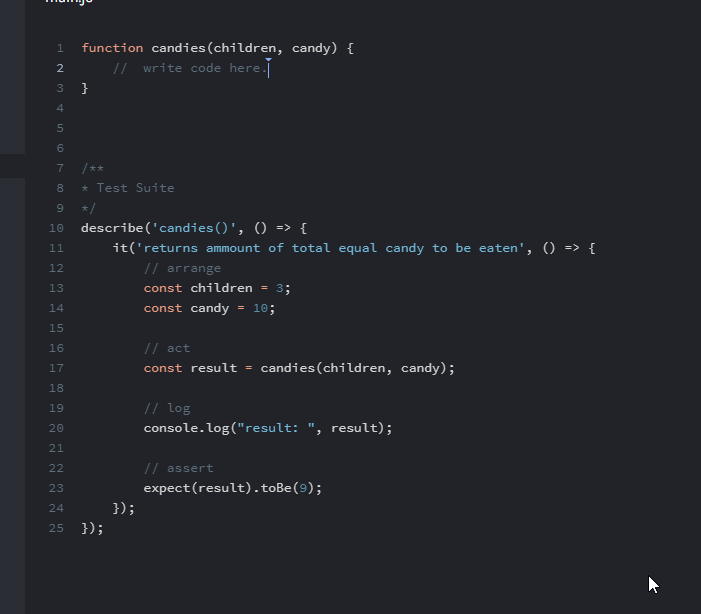 main.js
1 function candies(children, candy) {
2 // write code here.
3 }
4
5
6
7 /**
8 * Test Suite
9 */
10 describe('candies()', () => {
11 it('returns ammount of total equal candy to be eaten', () => {
12 // arrange
13 const children = 3;
14 const candy = 10;
15
16 // act
17 const result = candies(children, candy);
18
19 // log
20 console.log("result: ", result);
21
22 // assert
23 expect(result).toBe(9);
24 });
25 });